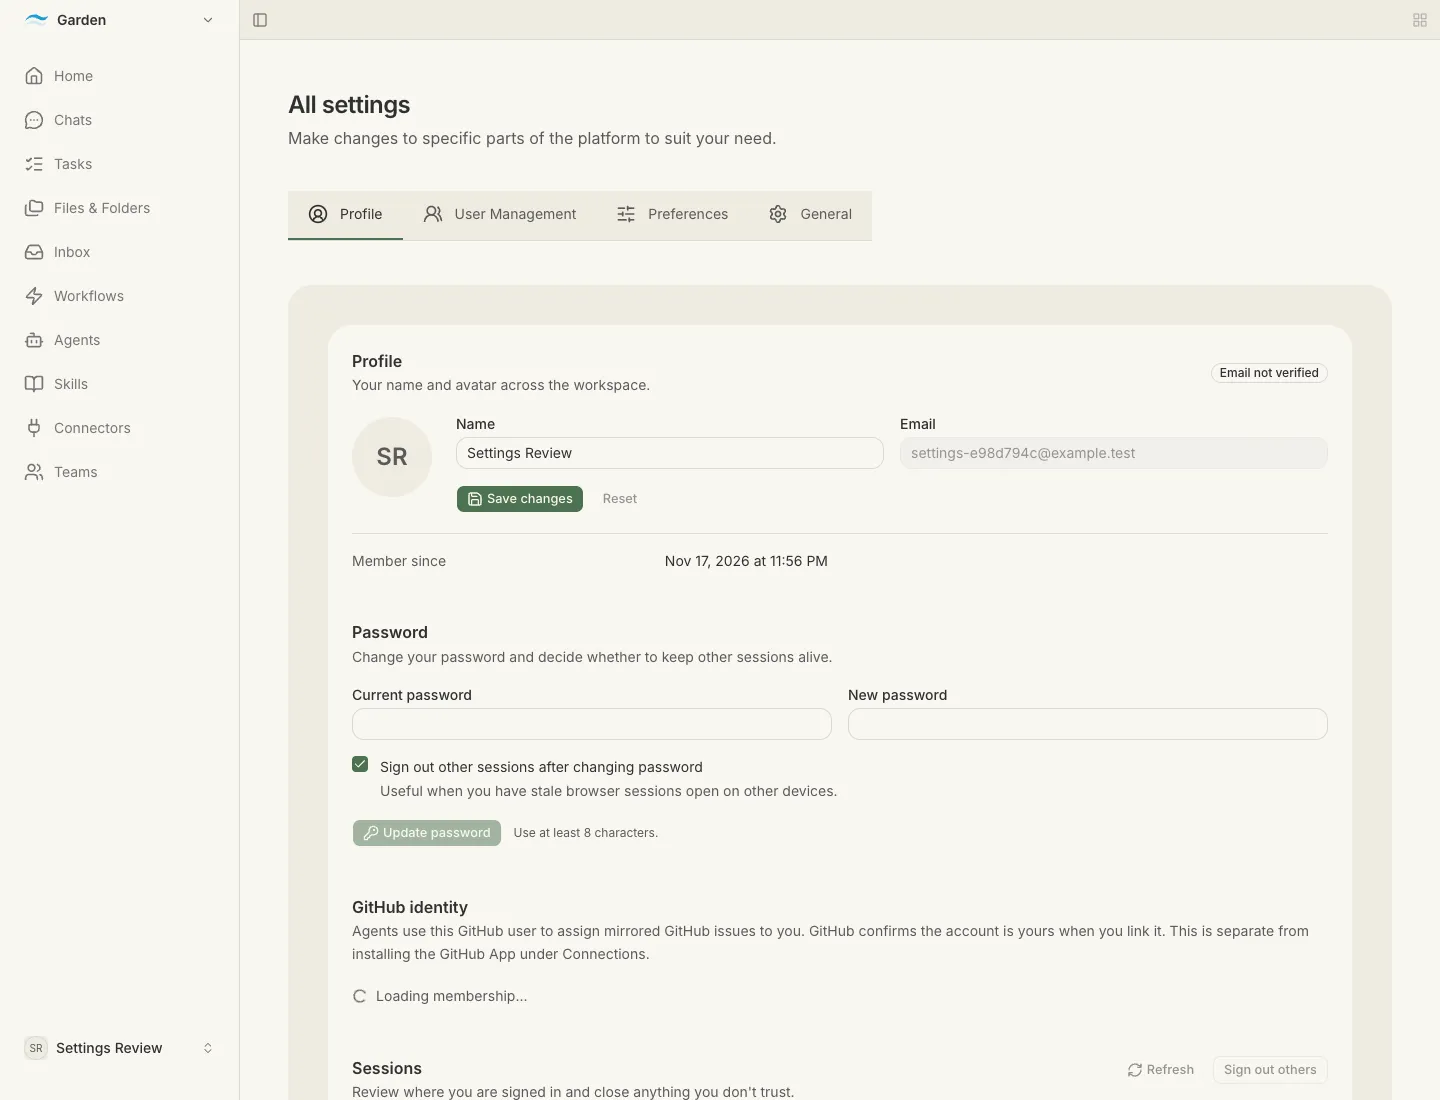 Garden
Home
Chats
Tasks
Files & Folders
Inbox
Workflows
Agents
Skills
Connectors
Teams
SR
Settings Review
All settings
Make changes to specific parts of the platform to suit your need.
Profile
User Management
Preferences
General
Profile
Your name and avatar across the workspace.
Email not verified
SR
Name
Settings Review
Email
settings-e98d794c@example.test
Save changes
Reset
Member since
Nov 17, 2026 at 11:56 PM
Password
Change your password and decide whether to keep other sessions alive.
Current password
New password
Sign out other sessions after changing password
Useful when you have stale browser sessions open on other devices.
Update password
Use at least 8 characters.
GitHub identity
Agents use this GitHub user to assign mirrored GitHub issues to you. GitHub confirms the account is yours when you link it. This is separate from
installing the GitHub App under Connections.
Loading membership...
Sessions
Review where you are signed in and close anything you don't trust.
Refresh
Sign out others